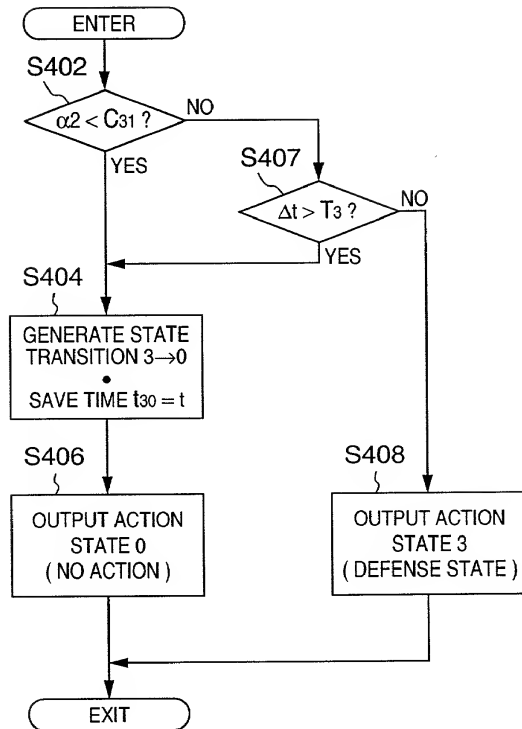 ENTER
S402
α2 < C31 ?
NO
YES
S407
Δt > T3 ?
NO
YES
S404
GENERATE STATE
TRANSITION 3→0
•
SAVE TIME t30 = t
S406
OUTPUT ACTION
STATE 0
( NO ACTION )
S408
OUTPUT ACTION
STATE 3
( DEFENSE STATE )
EXIT